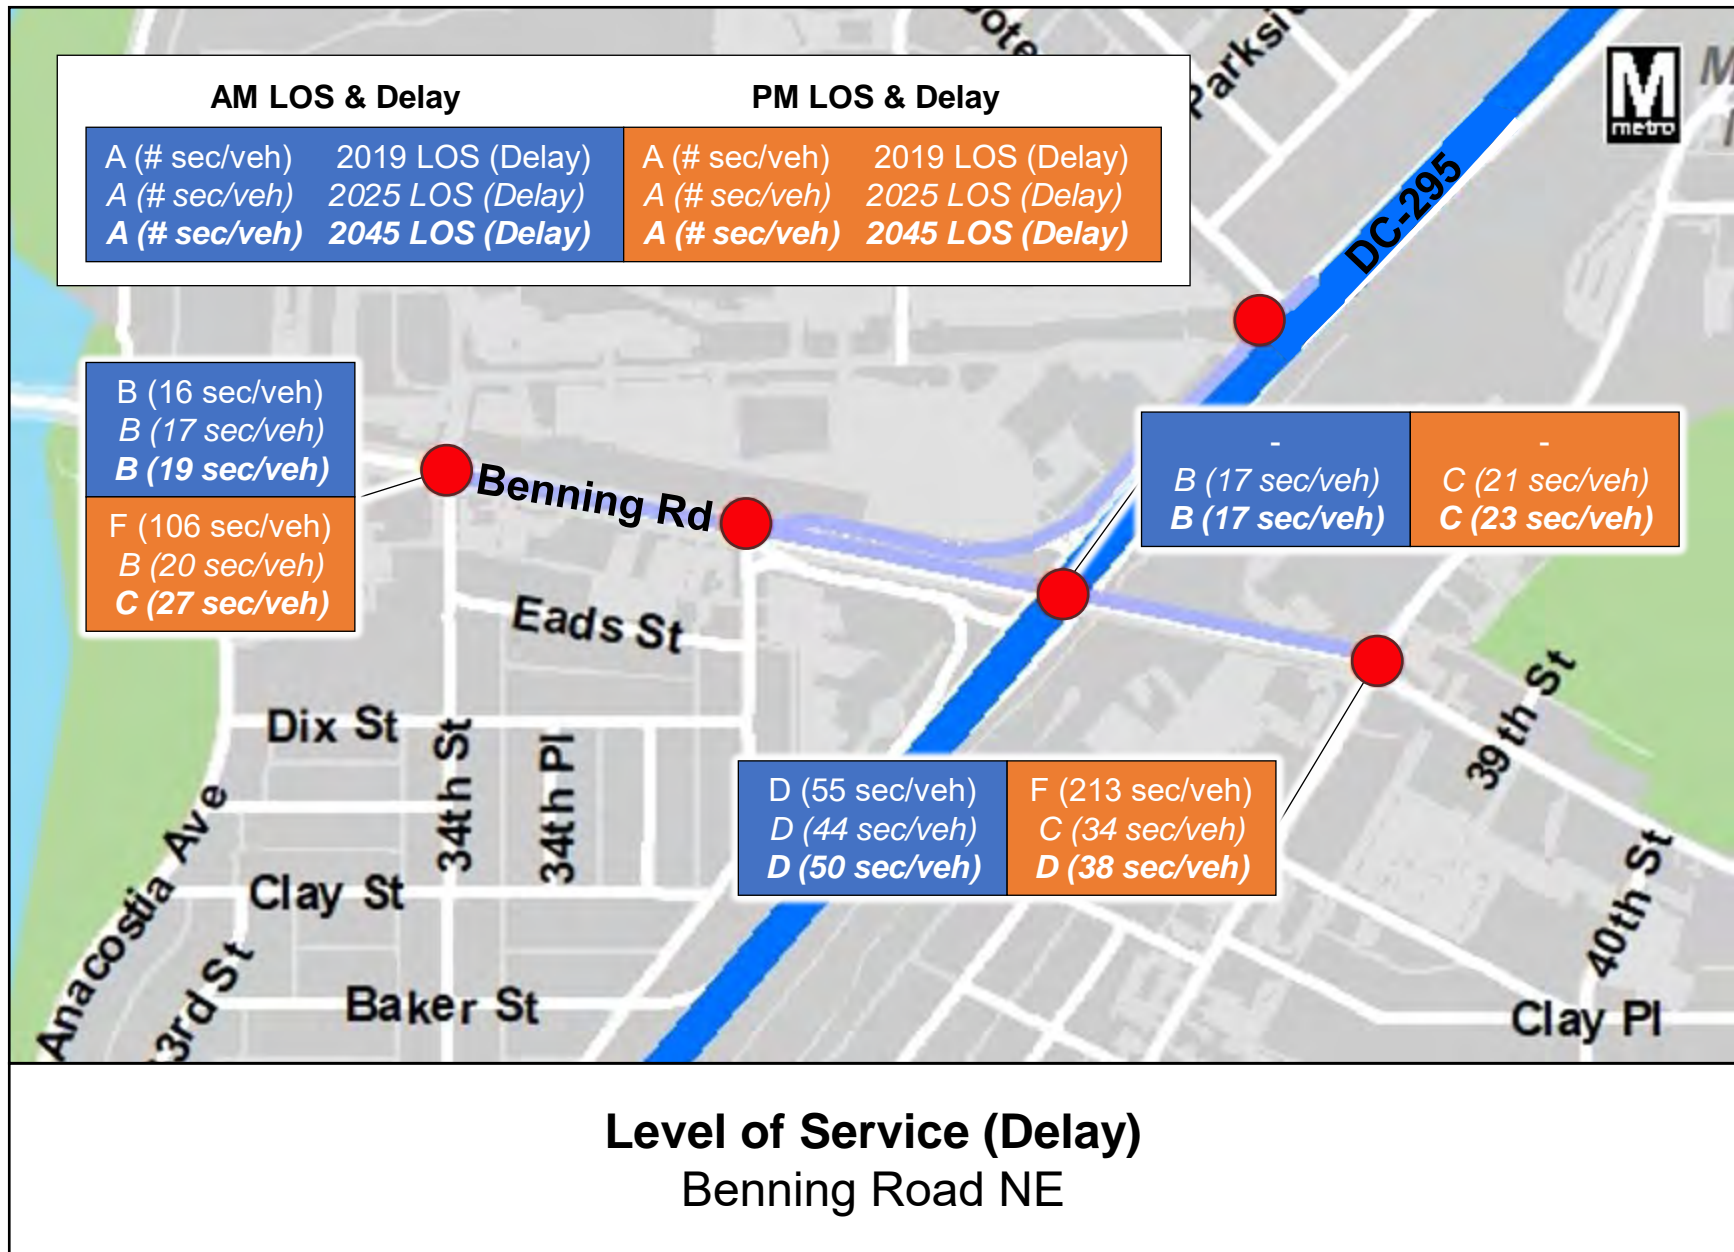 oote
Parksi
M
metro
M
AM LOS & Delay
PM LOS & Delay
A (# sec/veh) 2019 LOS (Delay)
A (# sec/veh) 2025 LOS (Delay)
A (# sec/veh) 2045 LOS (Delay)
A (# sec/veh) 2019 LOS (Delay)
A (# sec/veh) 2025 LOS (Delay)
A (# sec/veh) 2045 LOS (Delay)
DC-295
B (16 sec/veh)
B (17 sec/veh)
B (19 sec/veh)
F (106 sec/veh)
B (20 sec/veh)
C (27 sec/veh)
Benning Rd
-
B (17 sec/veh)
B (17 sec/veh)
-
C (21 sec/veh)
C (23 sec/veh)
Eads St
Dix St
34th St
34th Pl
39th St
D (55 sec/veh)
D (44 sec/veh)
D (50 sec/veh)
F (213 sec/veh)
C (34 sec/veh)
D (38 sec/veh)
Anacostia Ave
Clay St
40th St
33rd St
Baker St
Clay Pl
Level of Service (Delay)
Benning Road NE